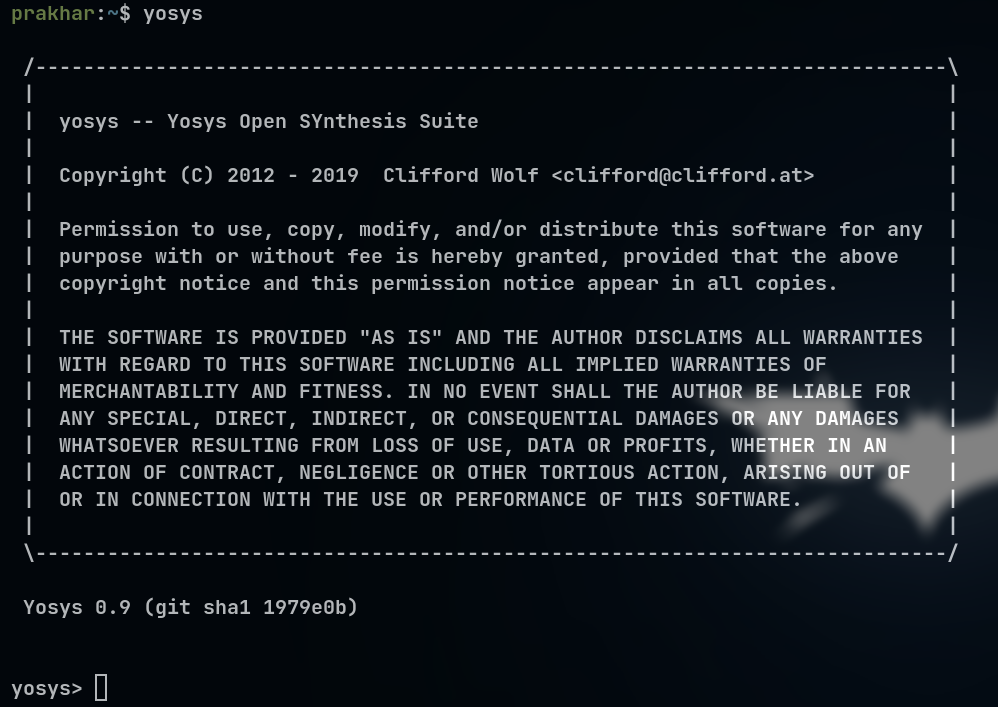 prakhar:~$ yosys
/----------------------------------------------------------------------------\
|                                                                            |
|  yosys -- Yosys Open SYnthesis Suite                                       |
|                                                                            |
|  Copyright (C) 2012 - 2019  Clifford Wolf <clifford@clifford.at>           |
|                                                                            |
|  Permission to use, copy, modify, and/or distribute this software for any  |
|  purpose with or without fee is hereby granted, provided that the above    |
|  copyright notice and this permission notice appear in all copies.         |
|                                                                            |
|  THE SOFTWARE IS PROVIDED "AS IS" AND THE AUTHOR DISCLAIMS ALL WARRANTIES  |
|  WITH REGARD TO THIS SOFTWARE INCLUDING ALL IMPLIED WARRANTIES OF          |
|  MERCHANTABILITY AND FITNESS. IN NO EVENT SHALL THE AUTHOR BE LIABLE FOR   |
|  ANY SPECIAL, DIRECT, INDIRECT, OR CONSEQUENTIAL DAMAGES OR ANY DAMAGES    |
|  WHATSOEVER RESULTING FROM LOSS OF USE, DATA OR PROFITS, WHETHER IN AN     |
|  ACTION OF CONTRACT, NEGLIGENCE OR OTHER TORTIOUS ACTION, ARISING OUT OF   |
|  OR IN CONNECTION WITH THE USE OR PERFORMANCE OF THIS SOFTWARE.            |
|                                                                            |
\----------------------------------------------------------------------------/
Yosys 0.9 (git sha1 1979e0b)
yosys>